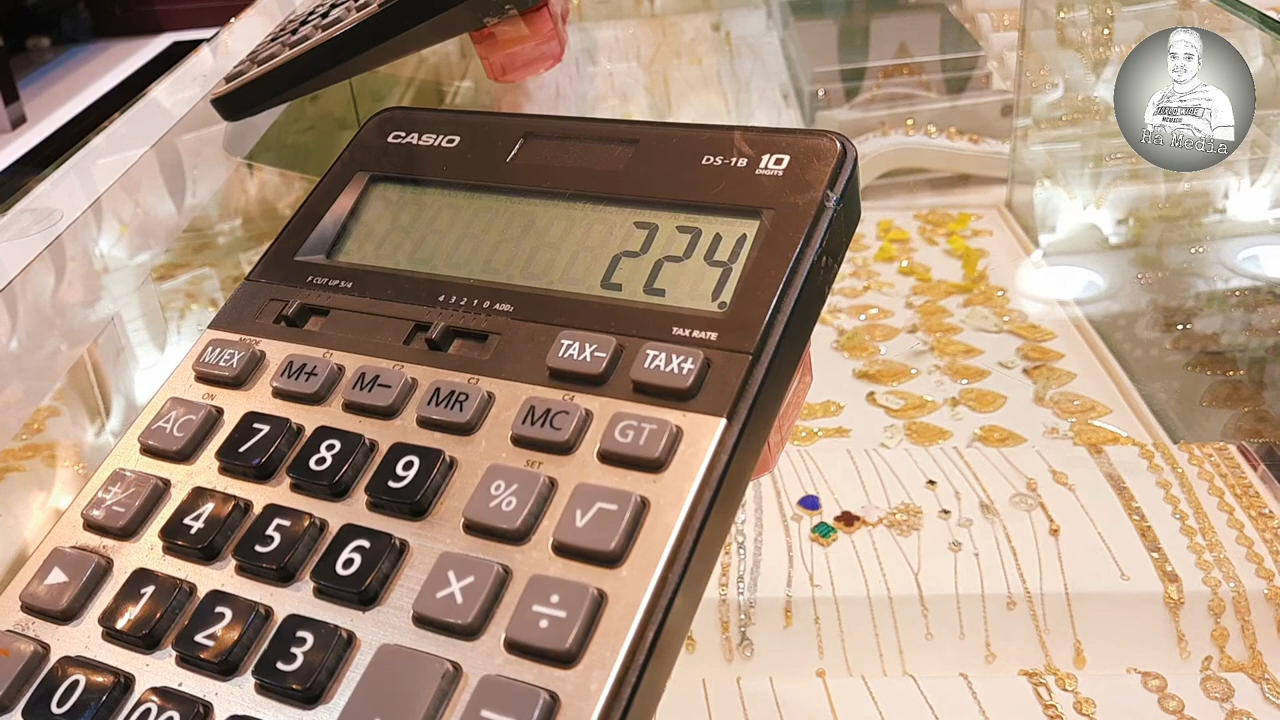 CASIO
DS-1B 10
DIGITS
224.
F CUT UP 5/4
4 3 2 1 0 ADD₂
TAX RATE
TAX- TAX+
MODE
M/EX
C1
M+
C2
M-
C3
MR
C4
MC
GT
ON
AC
7 8 9
SET
%
√
+/-
4 5 6
×
÷
▶
1 2 3
0 00
Ha Media